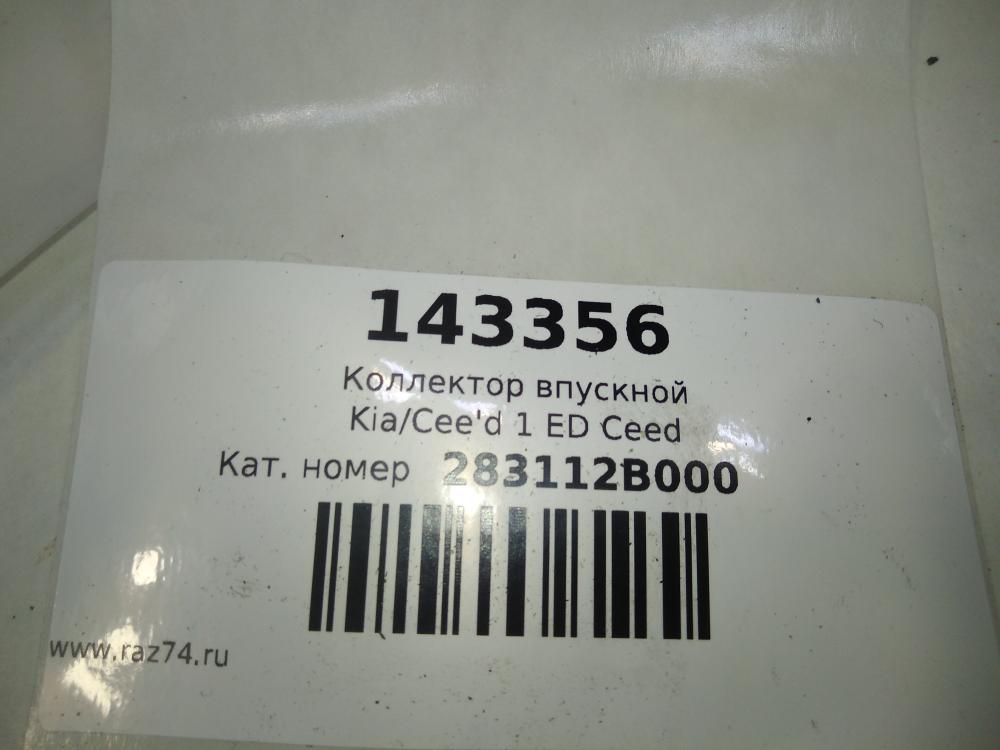 143356
Коллектор впускной
Kia/Cee'd 1 ED Ceed
Кат. номер 283112B000
www.raz74.ru